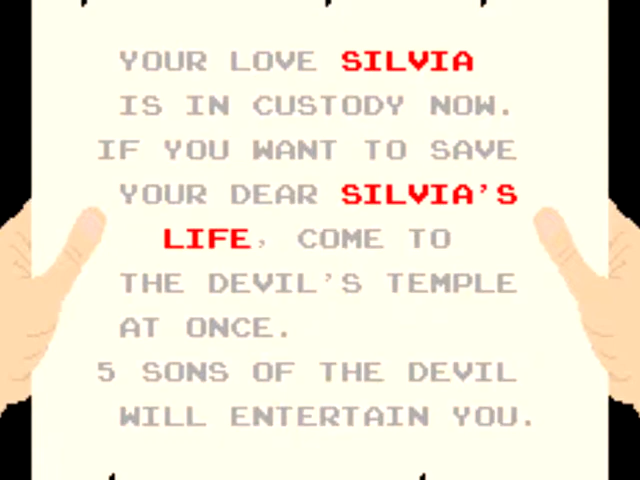 YOUR LOVE SILVIA
IS IN CUSTODY NOW.
IF YOU WANT TO SAVE
YOUR DEAR SILVIA'S
LIFE, COME TO
THE DEVIL'S TEMPLE
AT ONCE.
5 SONS OF THE DEVIL
WILL ENTERTAIN YOU.